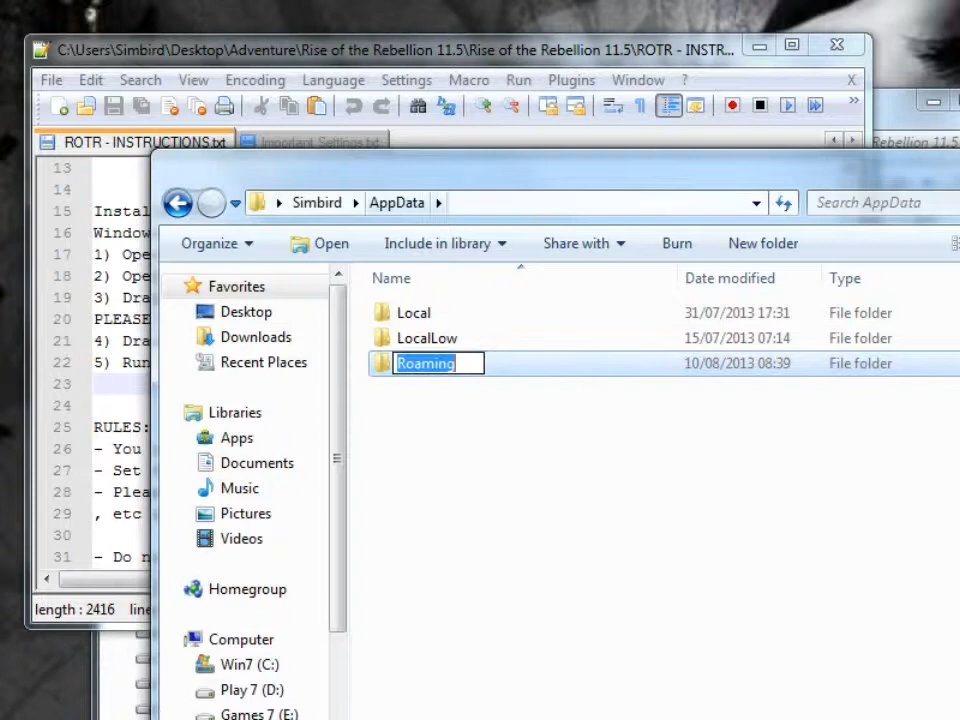 C:\Users\Simbird\Desktop\Adventure\Rise of the Rebellion 11.5\Rise of the Rebellion 11.5\ROTR - INSTR...
File Edit Search View Encoding Language Settings Macro Run Plugins Window ? X
ROTR - INSTRUCTIONS.txt Important Settings.txt
Rebellion 11.5
13
14
15 Instal
16 Window
17 1) Ope
18 2) Ope
19 3) Dra
20 PLEASE
21 4) Dra
22 5) Run
23
24
25 RULES:
26 - You
27 - Set
28 - Plea
29 , etc
30
31 - Do n
length : 2416 line
Simbird AppData
Search AppData
Organize Open Include in library Share with Burn New folder
Favorites
Desktop
Downloads
Recent Places
Libraries
Apps
Documents
Music
Pictures
Videos
Homegroup
Computer
Win7 (C:)
Play 7 (D:)
Games 7 (E:)
Name Date modified Type
Local 31/07/2013 17:31 File folder
LocalLow 15/07/2013 07:14 File folder
Roaming 10/08/2013 08:39 File folder